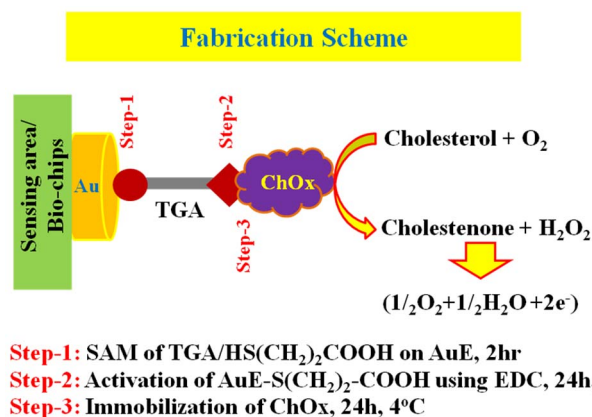 Fabrication Scheme
Sensing area/
Bio-chips
Au
Step-1
TGA
Step-2
Step-3
ChOx
Cholesterol + O₂
Cholestenone + H₂O₂
(1/₂O₂+1/₂H₂O +2e⁻)
Step-1: SAM of TGA/HS(CH₂)₂COOH on AuE, 2hr
Step-2: Activation of AuE-S(CH₂)₂-COOH using EDC, 24h
Step-3: Immobilization of ChOx, 24h, 4ºC